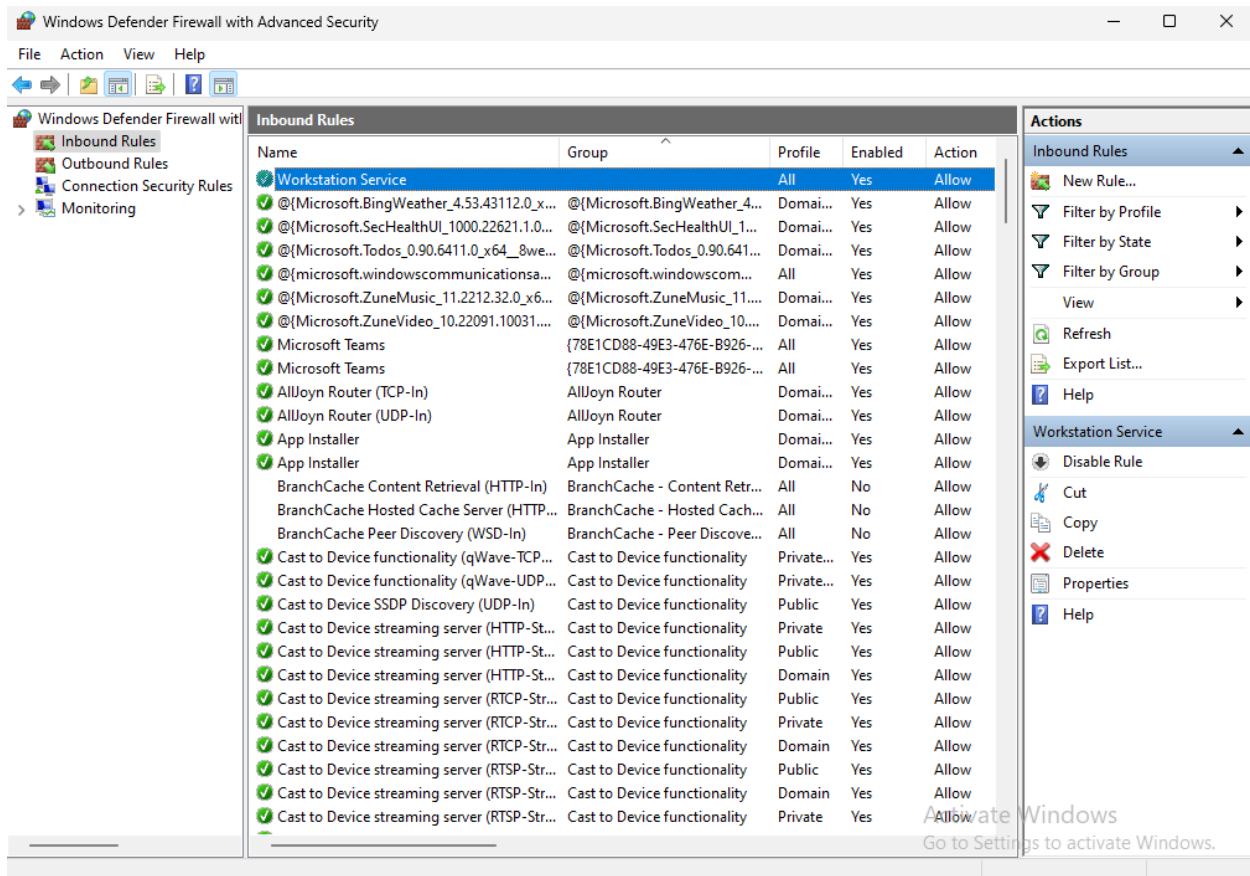 Windows Defender Firewall with Advanced Security
File Action View Help
Windows Defender Firewall witl
Inbound Rules
Outbound Rules
Connection Security Rules
Monitoring
Inbound Rules
Name Group Profile Enabled Action
Workstation Service All Yes Allow
@{Microsoft.BingWeather_4.53.43112.0_x... @{Microsoft.BingWeather_4... Domai... Yes Allow
@{Microsoft.SecHealthUI_1000.22621.1.0... @{Microsoft.SecHealthUI_1... Domai... Yes Allow
@{Microsoft.Todos_0.90.6411.0_x64__8we... @{Microsoft.Todos_0.90.641... Domai... Yes Allow
@{microsoft.windowscommunicationsa... @{microsoft.windowscom... All Yes Allow
@{Microsoft.ZuneMusic_11.2212.32.0_x6... @{Microsoft.ZuneMusic_11.... Domai... Yes Allow
@{Microsoft.ZuneVideo_10.22091.10031.... @{Microsoft.ZuneVideo_10.... Domai... Yes Allow
Microsoft Teams {78E1CD88-49E3-476E-B926-... All Yes Allow
Microsoft Teams {78E1CD88-49E3-476E-B926-... All Yes Allow
AllJoyn Router (TCP-In) AllJoyn Router Domai... Yes Allow
AllJoyn Router (UDP-In) AllJoyn Router Domai... Yes Allow
App Installer App Installer Domai... Yes Allow
App Installer App Installer Domai... Yes Allow
BranchCache Content Retrieval (HTTP-In) BranchCache - Content Retr... All No Allow
BranchCache Hosted Cache Server (HTTP... BranchCache - Hosted Cach... All No Allow
BranchCache Peer Discovery (WSD-In) BranchCache - Peer Discove... All No Allow
Cast to Device functionality (qWave-TCP... Cast to Device functionality Private... Yes Allow
Cast to Device functionality (qWave-UDP... Cast to Device functionality Private... Yes Allow
Cast to Device SSDP Discovery (UDP-In) Cast to Device functionality Public Yes Allow
Cast to Device streaming server (HTTP-St... Cast to Device functionality Private Yes Allow
Cast to Device streaming server (HTTP-St... Cast to Device functionality Public Yes Allow
Cast to Device streaming server (HTTP-St... Cast to Device functionality Domain Yes Allow
Cast to Device streaming server (RTCP-Str... Cast to Device functionality Public Yes Allow
Cast to Device streaming server (RTCP-Str... Cast to Device functionality Private Yes Allow
Cast to Device streaming server (RTCP-Str... Cast to Device functionality Domain Yes Allow
Cast to Device streaming server (RTSP-Str... Cast to Device functionality Public Yes Allow
Cast to Device streaming server (RTSP-Str... Cast to Device functionality Domain Yes Allow
Cast to Device streaming server (RTSP-Str... Cast to Device functionality Private Yes Allow
Actions
Inbound Rules
New Rule...
Filter by Profile
Filter by State
Filter by Group
View
Refresh
Export List...
Help
Workstation Service
Disable Rule
Cut
Copy
Delete
Properties
Help
Activate Windows
Go to Settings to activate Windows.